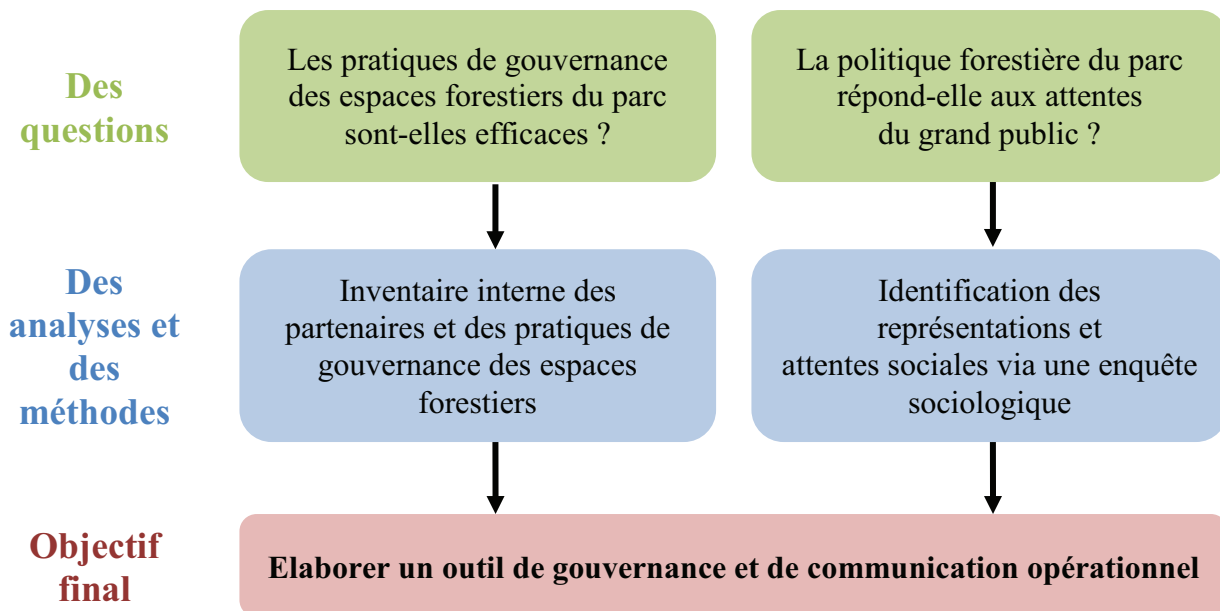 Des
questions
Les pratiques de gouvernance
des espaces forestiers du parc
sont-elles efficaces ?
La politique forestière du parc
répond-elle aux attentes
du grand public ?
Des
analyses et
des
méthodes
Inventaire interne des
partenaires et des pratiques de
gouvernance des espaces
forestiers
Identification des
représentations et
attentes sociales via une enquête
sociologique
Objectif
final
Elaborer un outil de gouvernance et de communication opérationnel